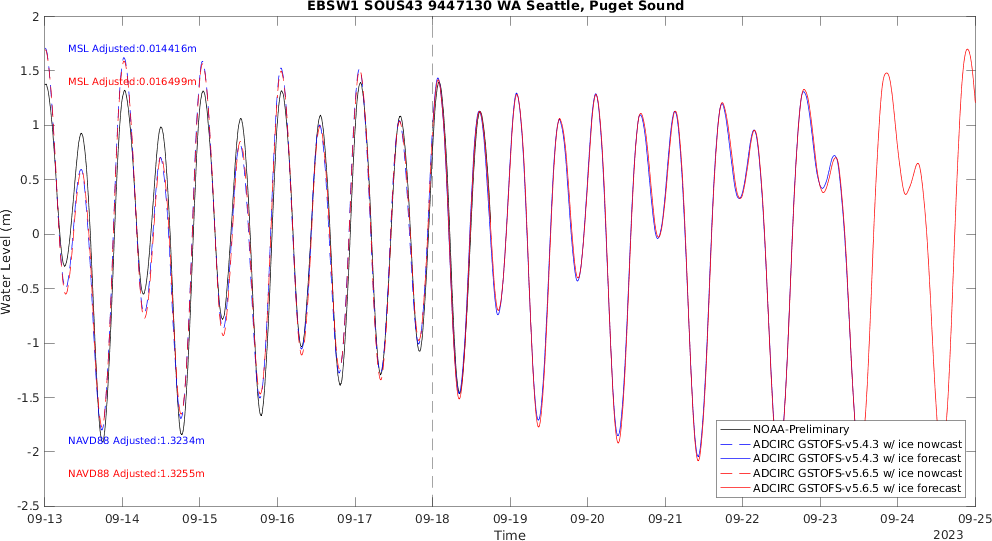 EBSW1 SOUS43 9447130 WA Seattle, Puget Sound
2
1.5
1
0.5
0
-0.5
-1
-1.5
-2
-2.5
Water Level (m)
MSL Adjusted:0.014416m
MSL Adjusted:0.016499m
NAVD88 Adjusted:1.3234m
NAVD88 Adjusted:1.3255m
NOAA-Preliminary
ADCIRC GSTOFS-v5.4.3 w/ ice nowcast
ADCIRC GSTOFS-v5.4.3 w/ ice forecast
ADCIRC GSTOFS-v5.6.5 w/ ice nowcast
ADCIRC GSTOFS-v5.6.5 w/ ice forecast
09-13 09-14 09-15 09-16 09-17 09-18 09-19 09-20 09-21 09-22 09-23 09-24 09-25
Time
2023